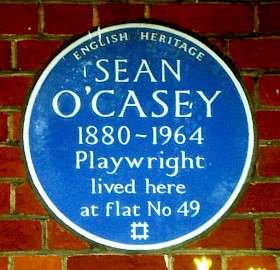 ENGLISH HERITAGE
SEAN
O'CASEY
1880~1964
Playwright
lived here
at flat No 49